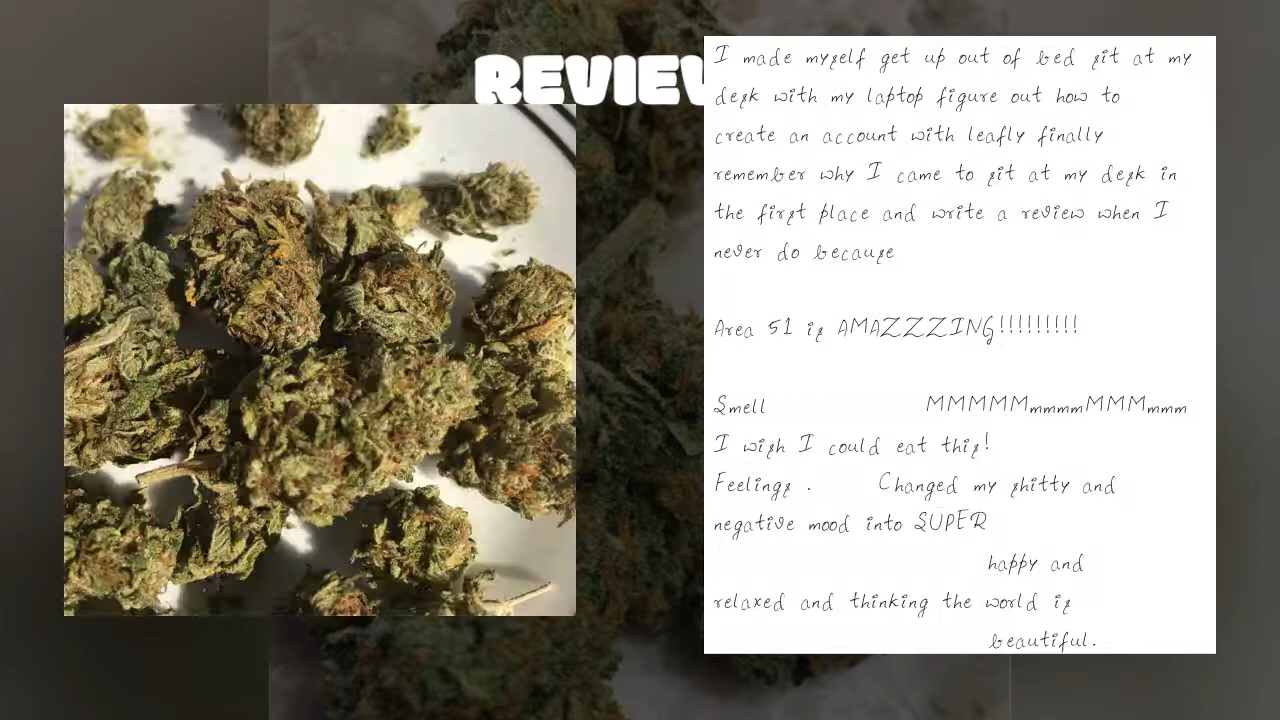 REVIEW
I made myself get up out of bed sit at my
desk with my laptop figure out how to
create an account with leafly finally
remember why I came to sit at my desk in
the first place and write a review when I
never do because
Area 51 is AMAZZZING!!!!!!!!!
Smell MMMMMmmmmMMMmmm
I wish I could eat this!
Feelings . Changed my shitty and
negative mood into SUPER
happy and
relaxed and thinking the world is
beautiful.